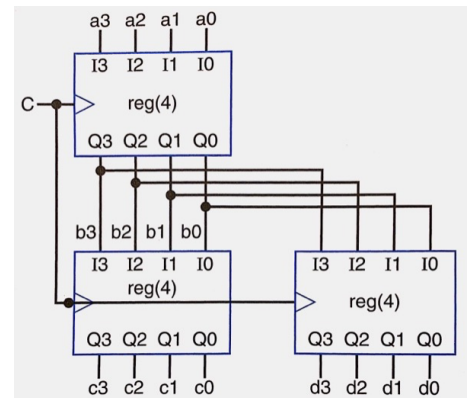 a3 a2 a1 a0
I3 I2 I1 I0
C reg(4)
Q3 Q2 Q1 Q0
b3 b2 b1 b0
I3 I2 I1 I0 I3 I2 I1 I0
reg(4) reg(4)
Q3 Q2 Q1 Q0 Q3 Q2 Q1 Q0
c3 c2 c1 c0 d3 d2 d1 d0